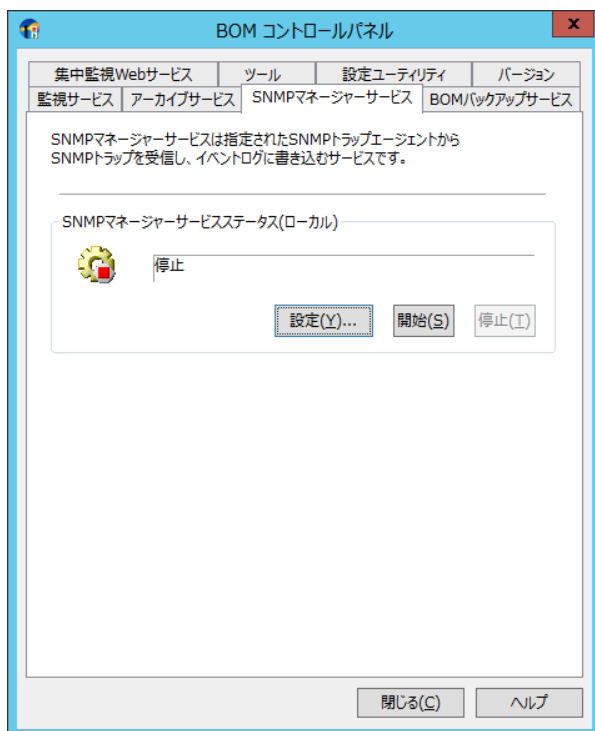 BOM コントロールパネル
x
集中監視Webサービス ツール 設定ユーティリティ バージョン
監視サービス アーカイブサービス SNMPマネージャーサービス BOMバックアップサービス
SNMPマネージャーサービスは指定されたSNMPトラップエージェントから
SNMPトラップを受信し、イベントログに書き込むサービスです。
SNMPマネージャーサービスステータス(ローカル)
停止
設定(Y)... 開始(S) 停止(T)
閉じる(C) ヘルプ